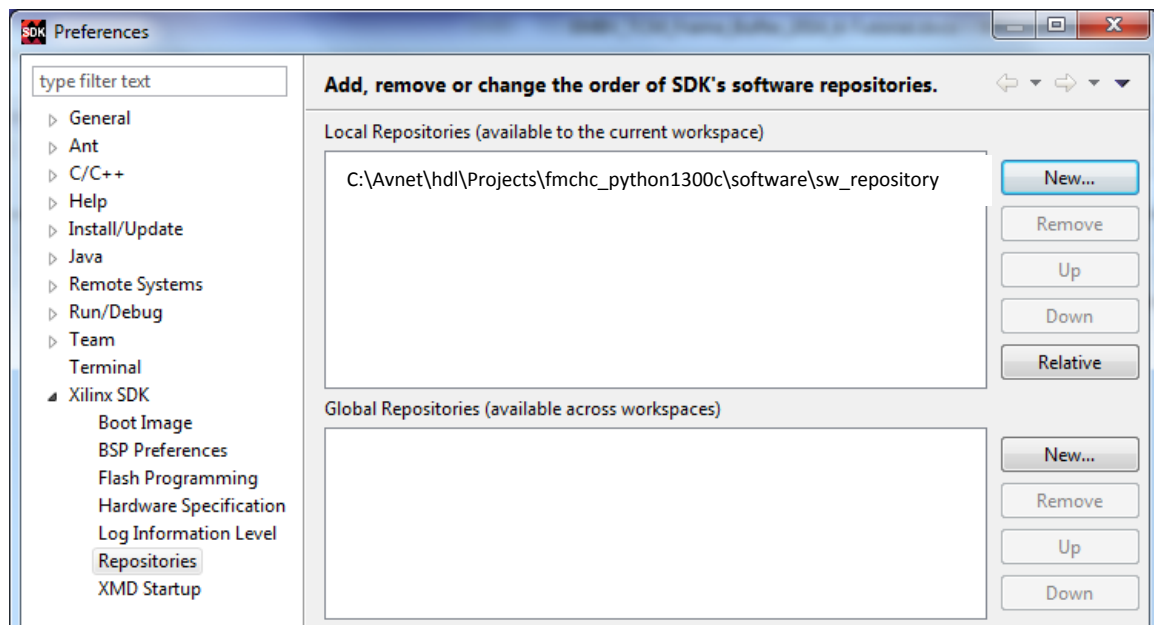 SDK Preferences
type filter text
General
Ant
C/C++
Help
Install/Update
Java
Remote Systems
Run/Debug
Team
Terminal
Xilinx SDK
Boot Image
BSP Preferences
Flash Programming
Hardware Specification
Log Information Level
Repositories
XMD Startup
Add, remove or change the order of SDK's software repositories.
Local Repositories (available to the current workspace)
C:\Avnet\hdl\Projects\fmchc_python1300c\software\sw_repository
New...
Remove
Up
Down
Relative
Global Repositories (available across workspaces)
New...
Remove
Up
Down